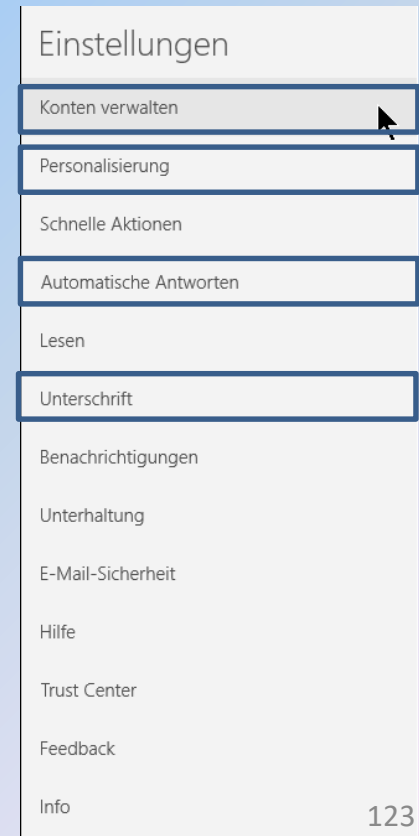 Einstellungen
Konten verwalten
Personalisierung
Schnelle Aktionen
Automatische Antworten
Lesen
Unterschrift
Benachrichtigungen
Unterhaltung
E-Mail-Sicherheit
Hilfe
Trust Center
Feedback
Info
123